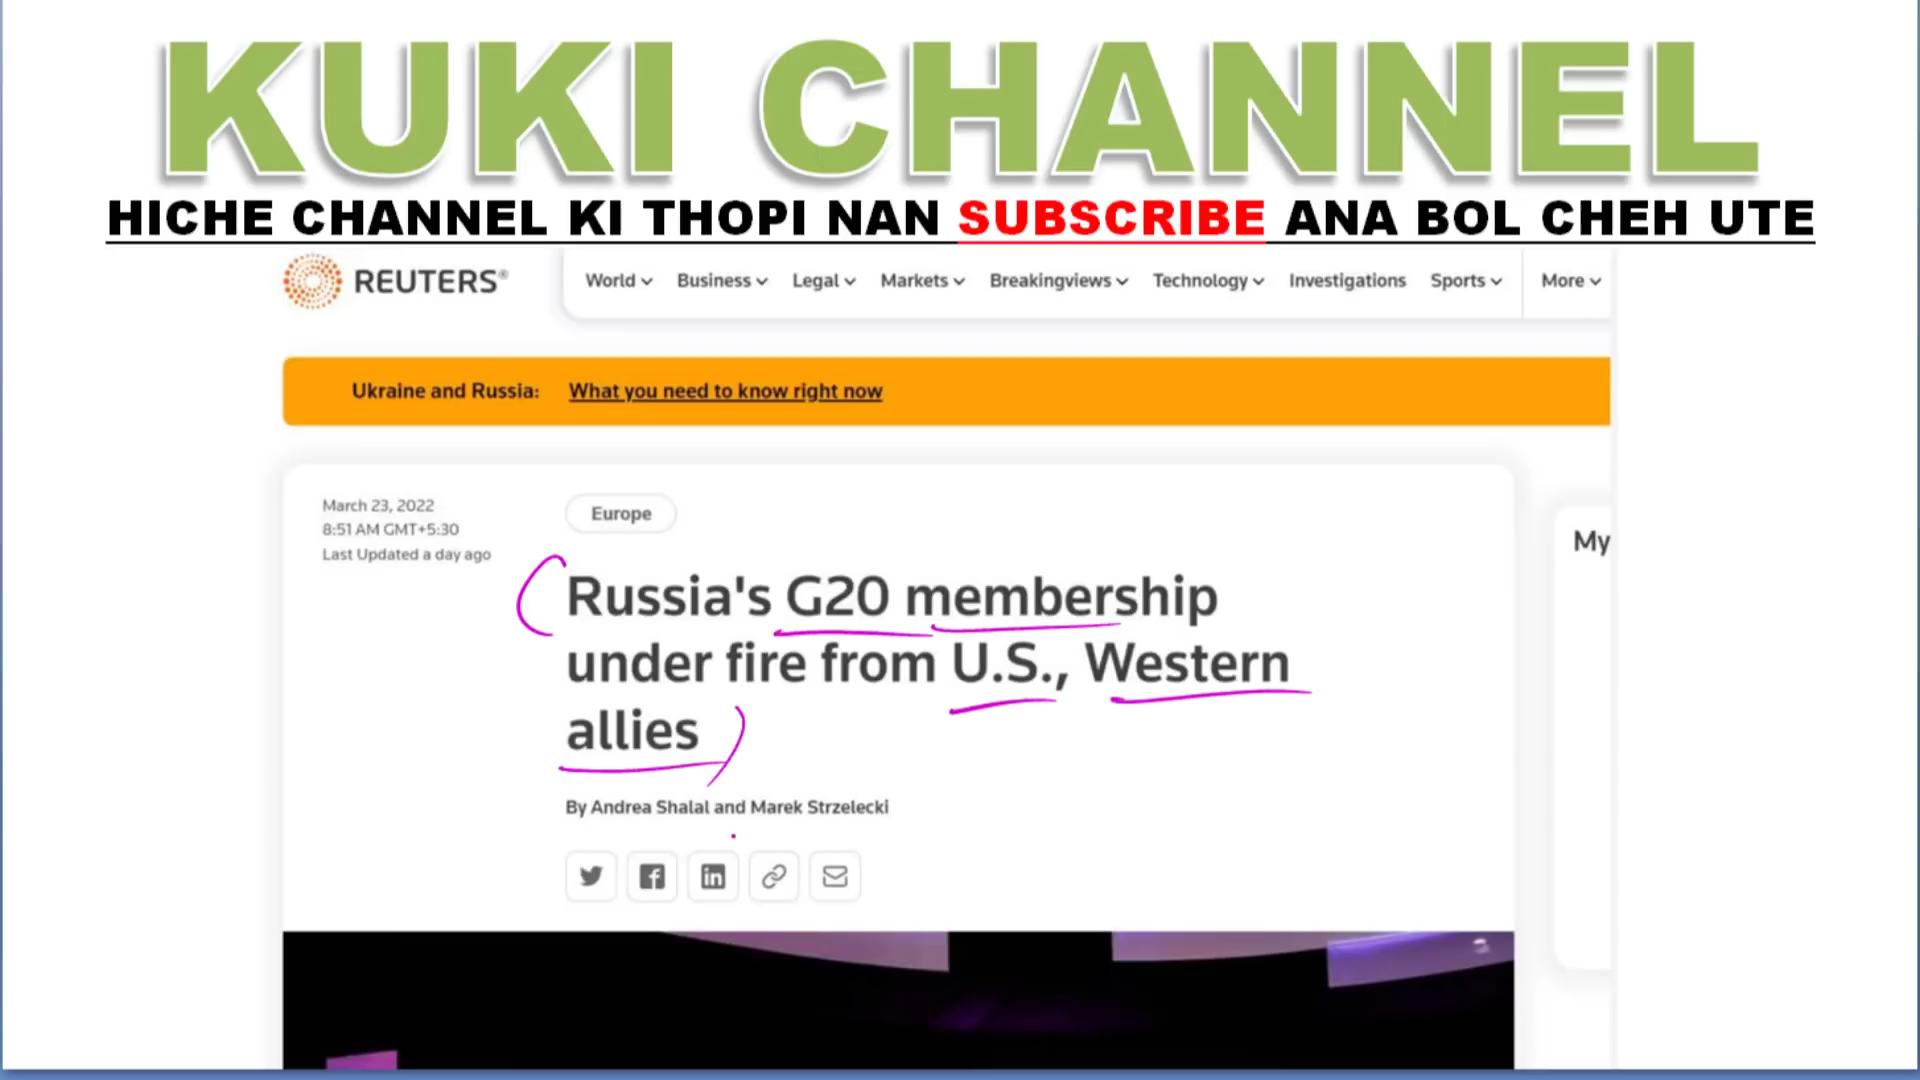 KUKI CHANNEL
HICHE CHANNEL KI THOPI NAN SUBSCRIBE ANA BOL CHEH UTE
REUTERS®
World Business Legal Markets Breakingviews Technology Investigations Sports More
Ukraine and Russia: What you need to know right now
March 23, 2022
8:51 AM GMT+5:30
Last Updated a day ago
Europe
My
Russia's G20 membership
under fire from U.S., Western
allies
By Andrea Shalal and Marek Strzelecki